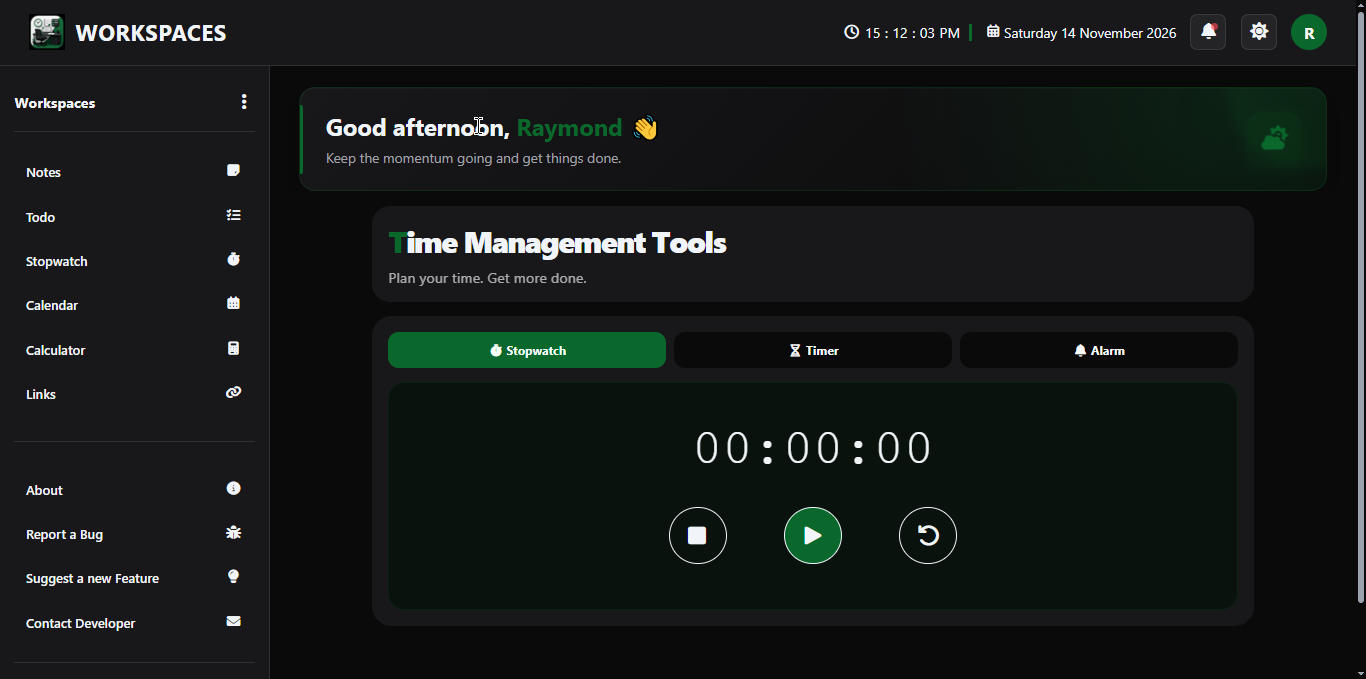 WORKSPACES
15 : 12 : 03 PM
Saturday 14 November 2026
R
Workspaces
Notes
Todo
Stopwatch
Calendar
Calculator
Links
About
Report a Bug
Suggest a new Feature
Contact Developer
Good afternoon, Raymond 👋
Keep the momentum going and get things done.
Time Management Tools
Plan your time. Get more done.
Stopwatch
Timer
Alarm
00:00:00